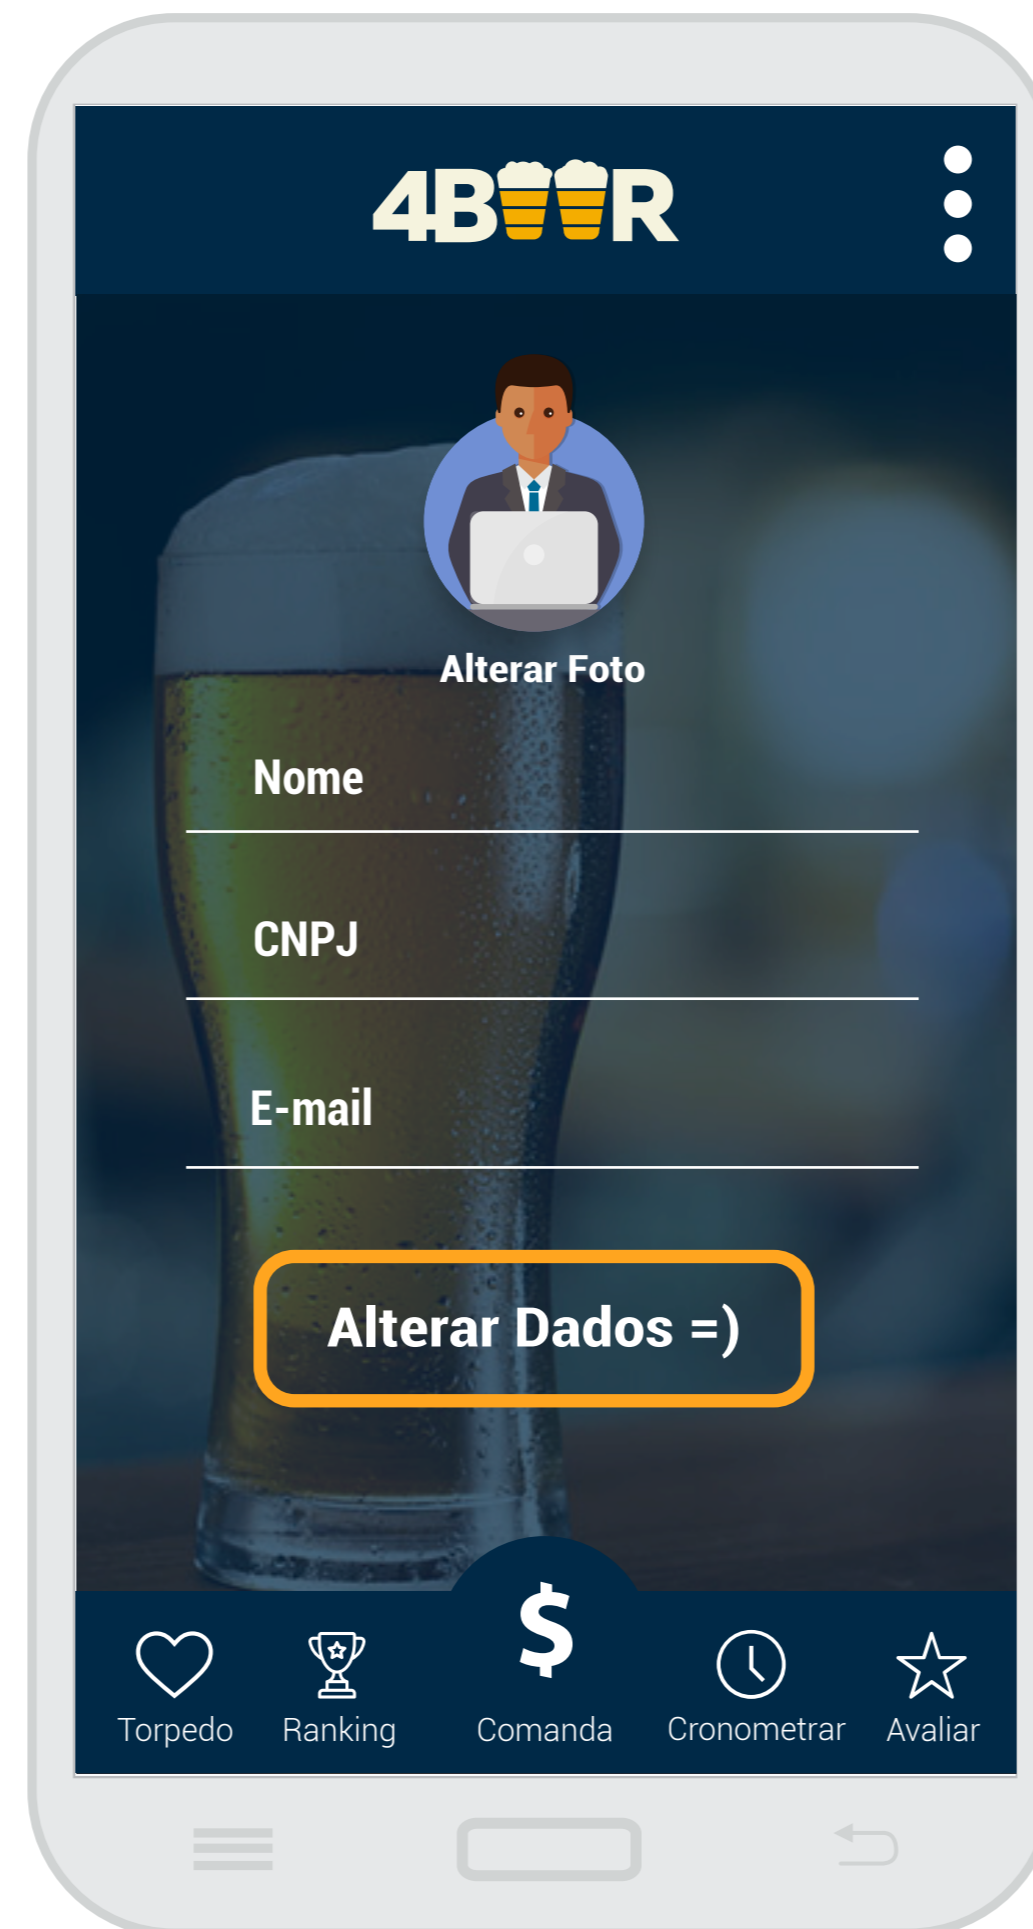 4BEER
Alterar Foto
Nome
CNPJ
E-mail
Alterar Dados =)
$
Torpedo Ranking Comanda Cronometrar Avaliar